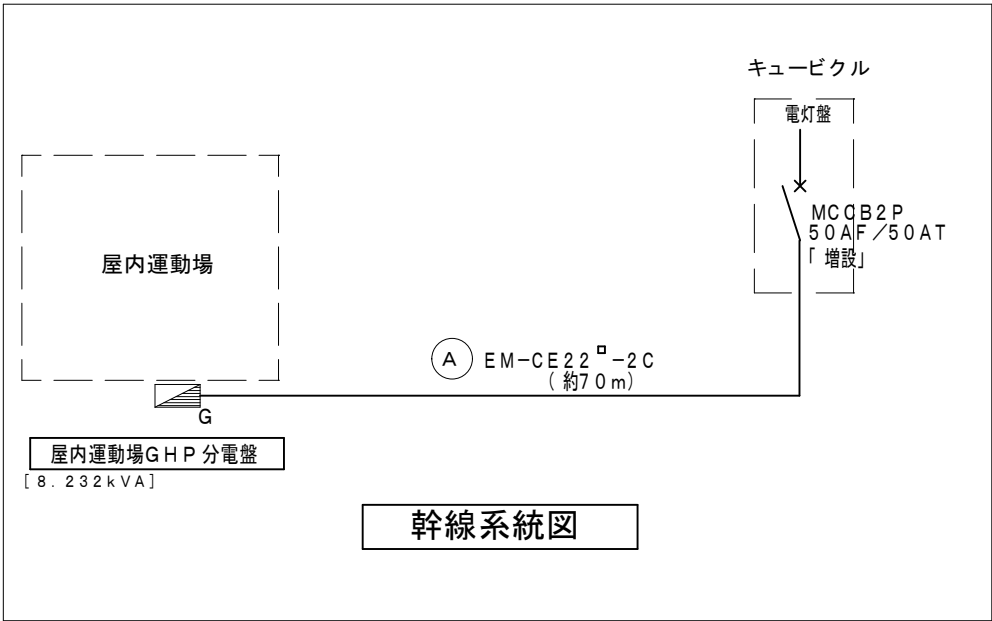 キュービクル
電灯盤
MCCB2P
50AF/50AT
「増設」
屋内運動場
A EM-CE22□-2C
(約70m)
G
屋内運動場GHP分電盤
[8.232kVA]
幹線系統図